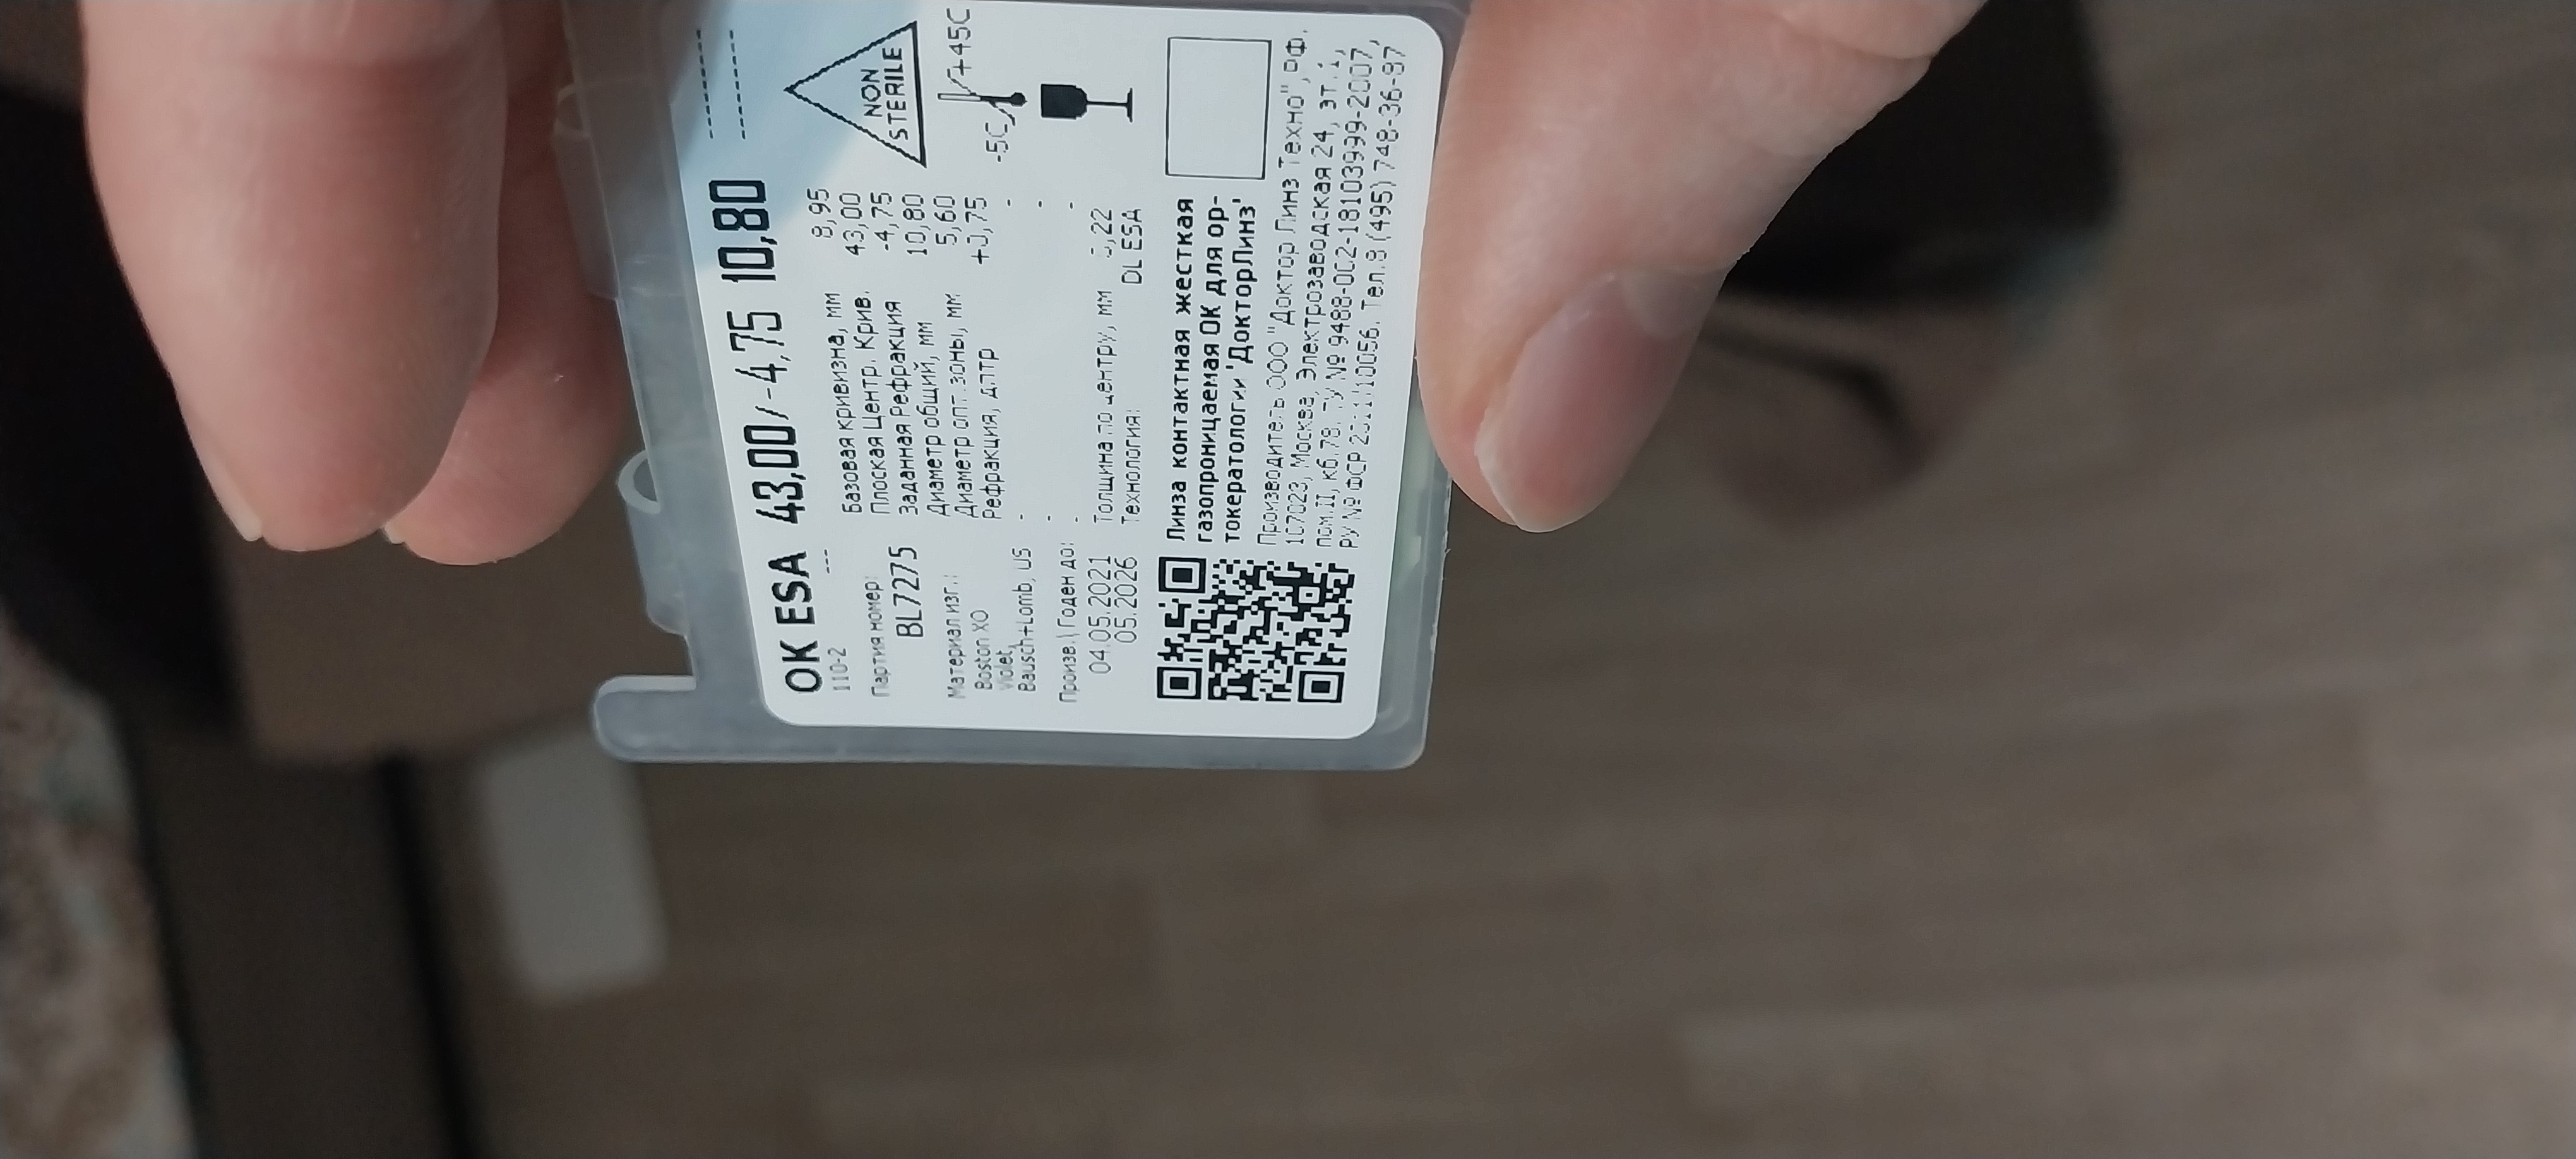 OK ESA 43,00/-4,75 10,80
110-2 ---
Партия номер:
BL7275
Материал изг.:
Boston XO
Violet,
Bausch+Lomb, US
Произв.\Годен до:
04.05.2021
05.2026
Базовая кривизна, мм 8,95
Плоская Центр. Крив. 43,00
Заданная Рефракция -4,75
Диаметр общий, мм 10,80
Диаметр опт.зоны, мм 5,60
Рефракция, дптр +0,75
- -
- -
- -
Толщина по центру, мм 0,22
Технология: DL ESA
NON
STERILE
+45C
-5C
Линза контактная жесткая
газопроницаемая ОК для ор-
токератологии 'ДокторЛинз'
Производитель ООО "Доктор Линз Техно",РФ.
107023, Москва, Электрозаводская 24, эт.1,
пом.II, кб.78. ТУ № 9488-002-18103999-2007,
РУ № ФСР 2011/10056. Тел.8 (495) 748-36-87